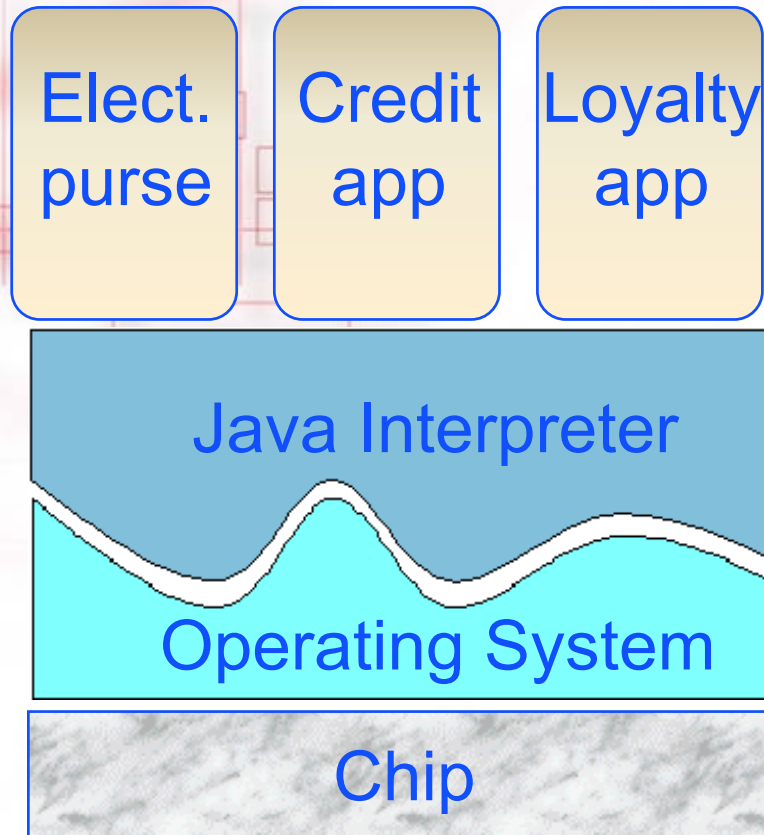 Elect.
purse
Credit
app
Loyalty
app
Java Interpreter
Operating System
Chip